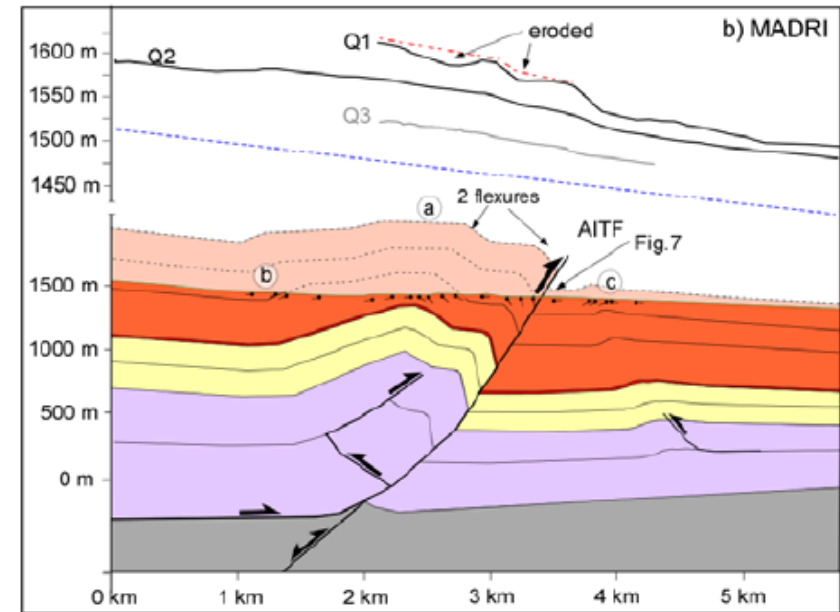 b) MADRI
eroded
Q1
Q2
Q3
1600 m
1550 m
1500 m
1450 m
2 flexures
a
AITF
Fig.7
b
c
1500 m
1000 m
500 m
0 m
0 km
1 km
2 km
3 km
4 km
5 km